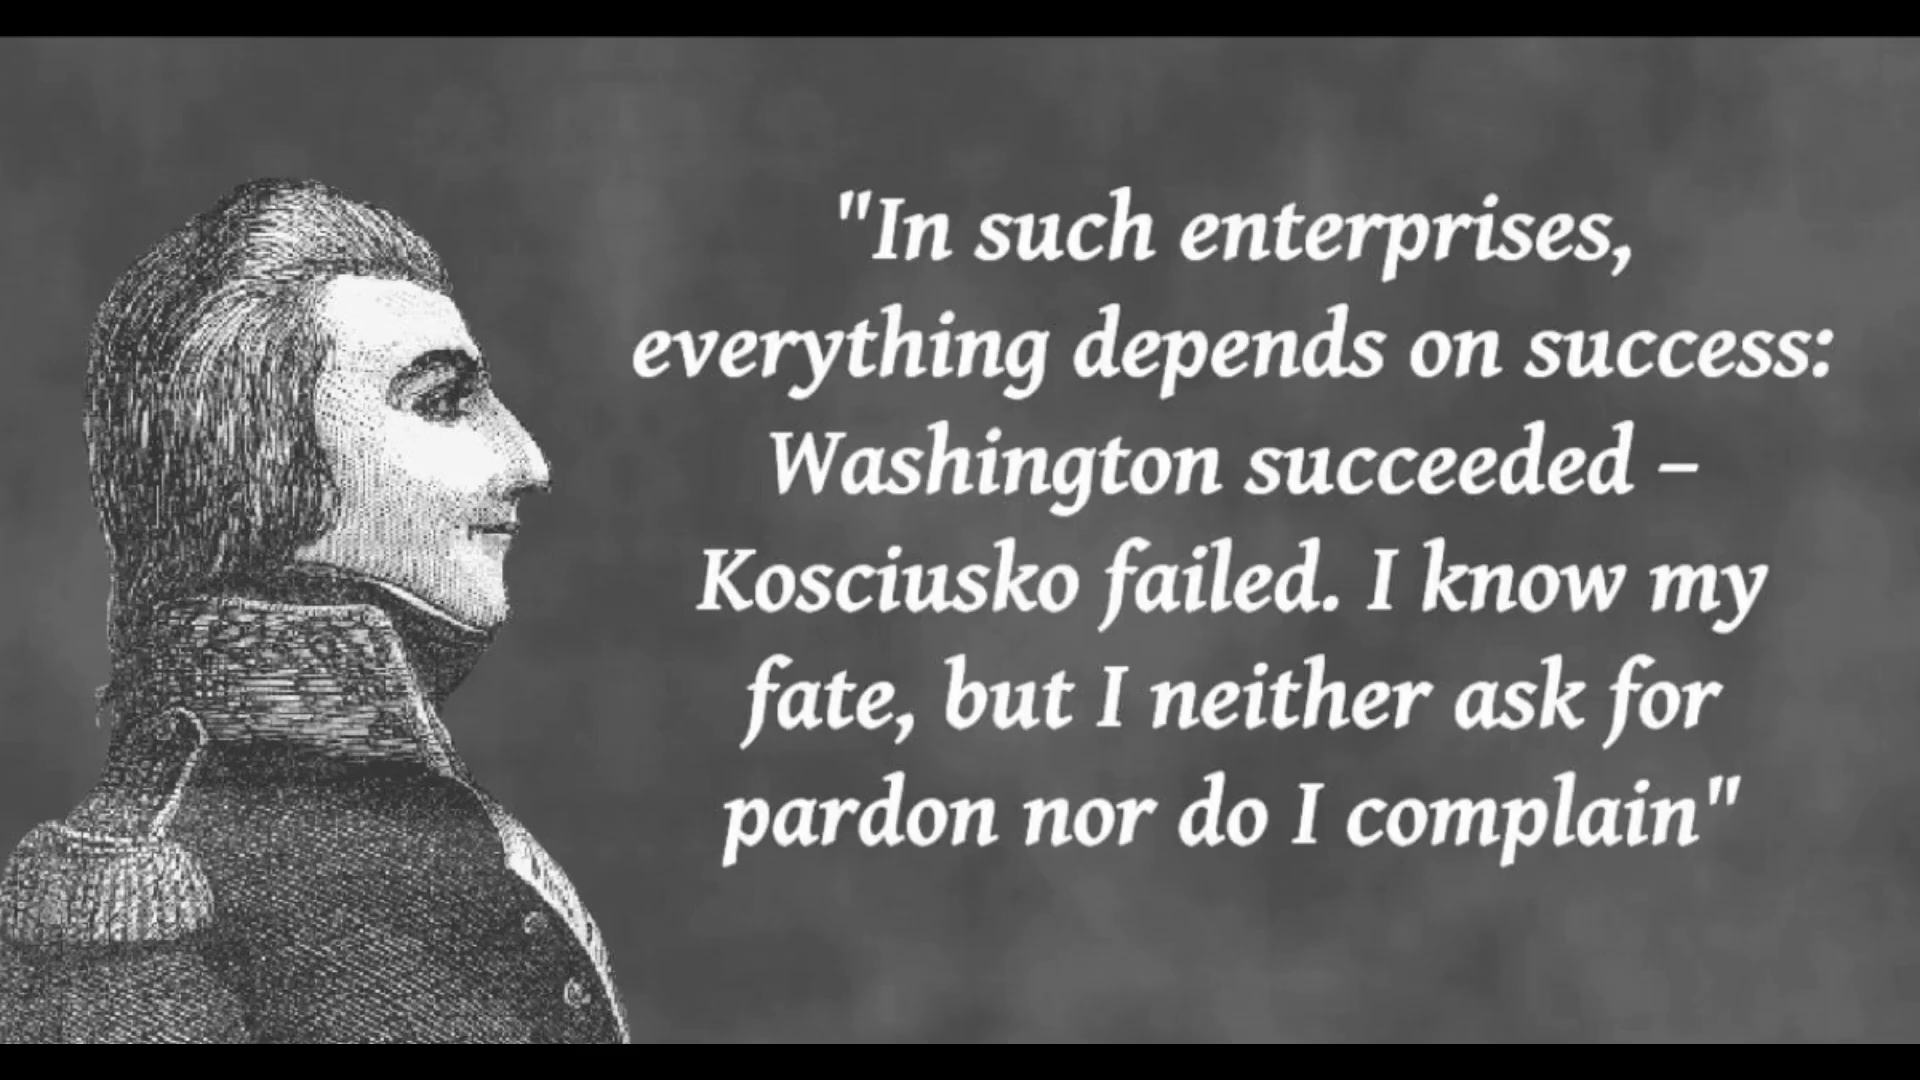 "In such enterprises,
everything depends on success:
Washington succeeded –
Kosciusko failed. I know my
fate, but I neither ask for
pardon nor do I complain"